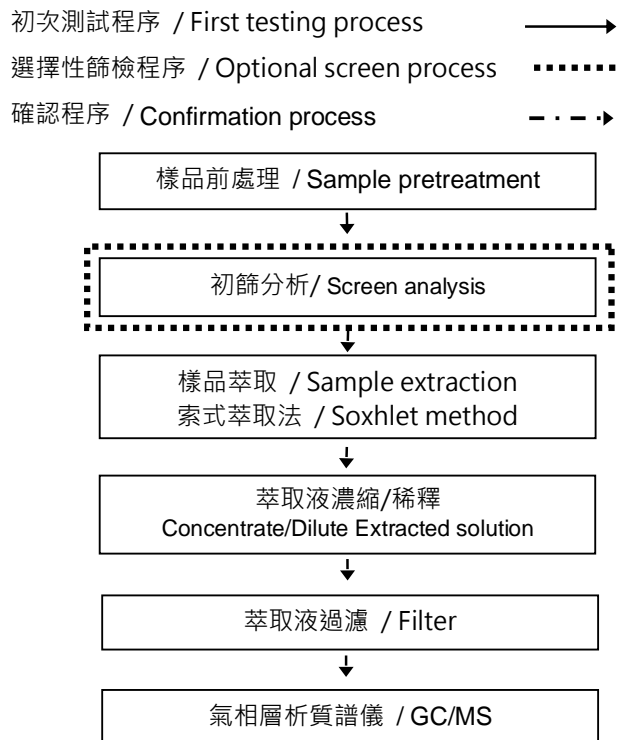 初次測試程序 / First testing process
選擇性篩檢程序 / Optional screen process
確認程序 / Confirmation process
樣品前處理 / Sample pretreatment
初篩分析/ Screen analysis
樣品萃取 / Sample extraction
索式萃取法 / Soxhlet method
萃取液濃縮/稀釋
Concentrate/Dilute Extracted solution
萃取液過濾 / Filter
氣相層析質譜儀 / GC/MS